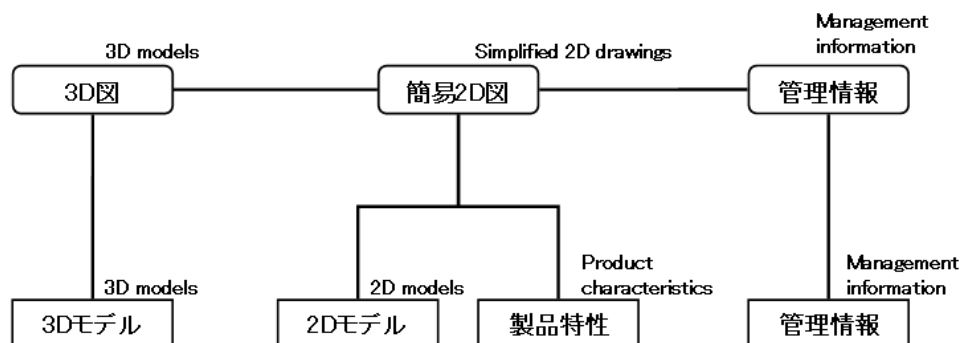 Management
information
3D models
Simplified 2D drawings
3D図
簡易2D図
管理情報
Product
characteristics
Management
information
3D models
2D models
3Dモデル
2Dモデル
製品特性
管理情報